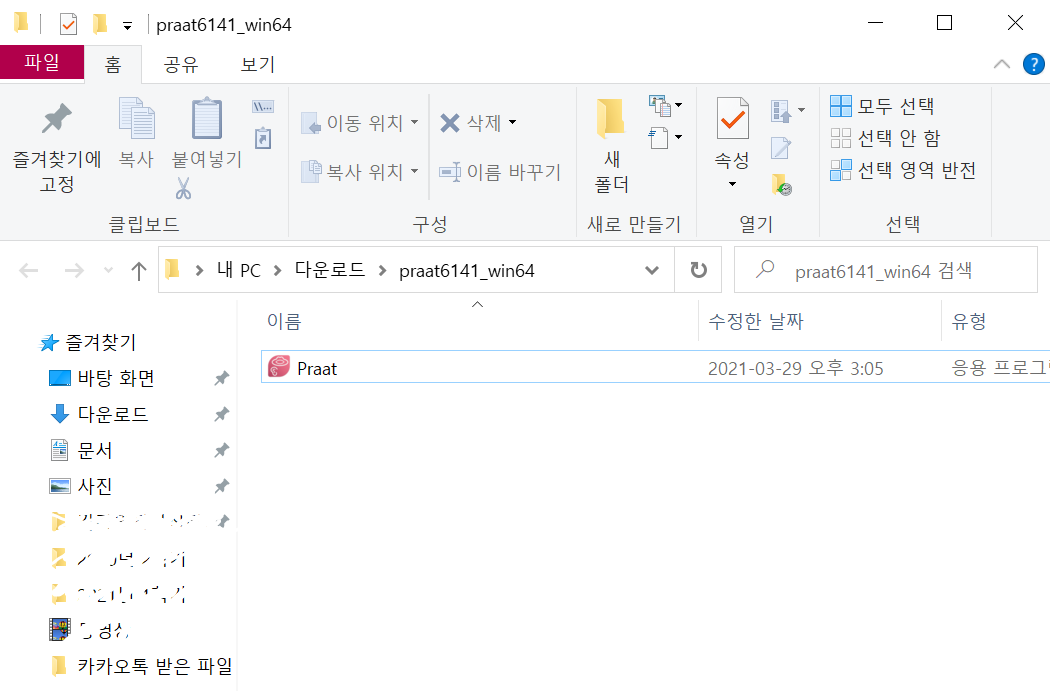 praat6141_win64
파일 홈 공유 보기
즐겨찾기에 고정
복사
붙여넣기
이동 위치
복사 위치
삭제
이름 바꾸기
새 폴더
속성
모두 선택
선택 안 함
선택 영역 반전
클립보드 구성 새로 만들기 열기 선택
내 PC > 다운로드 > praat6141_win64
praat6141_win64 검색
이름 수정한 날짜 유형
Praat 2021-03-29 오후 3:05 응용 프로그
즐겨찾기
바탕 화면
다운로드
문서
사진
카카오톡 받은 파일